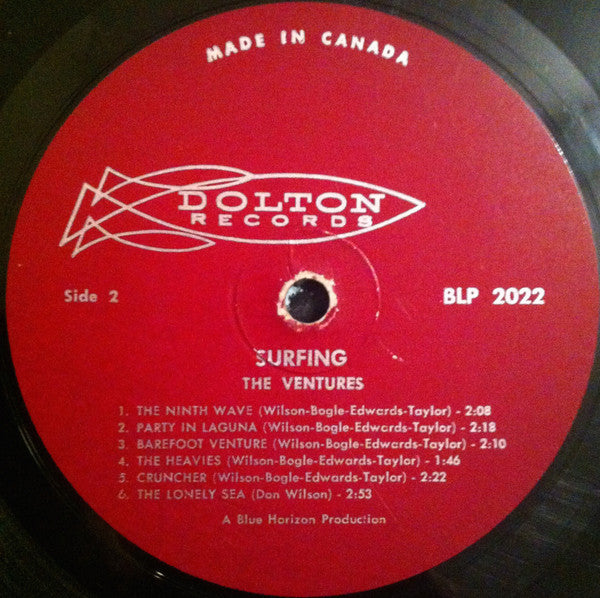 MADE IN CANADA
DOLTON
RECORDS
Side 2
BLP 2022
SURFING
THE VENTURES
1. THE NINTH WAVE (Wilson-Bogle-Edwards-Taylor) - 2:08
2. PARTY IN LAGUNA (Wilson-Bogle-Edwards-Taylor) - 2:18
3. BAREFOOT VENTURE (Wilson-Bogle-Edwards-Taylor) - 2:10
4. THE HEAVIES (Wilson-Bogle-Edwards-Taylor) - 1:46
5. CRUNCHER (Wilson-Bogle-Edwards-Taylor) - 2:22
6. THE LONELY SEA (Don Wilson) - 2:53
A Blue Horizon Production